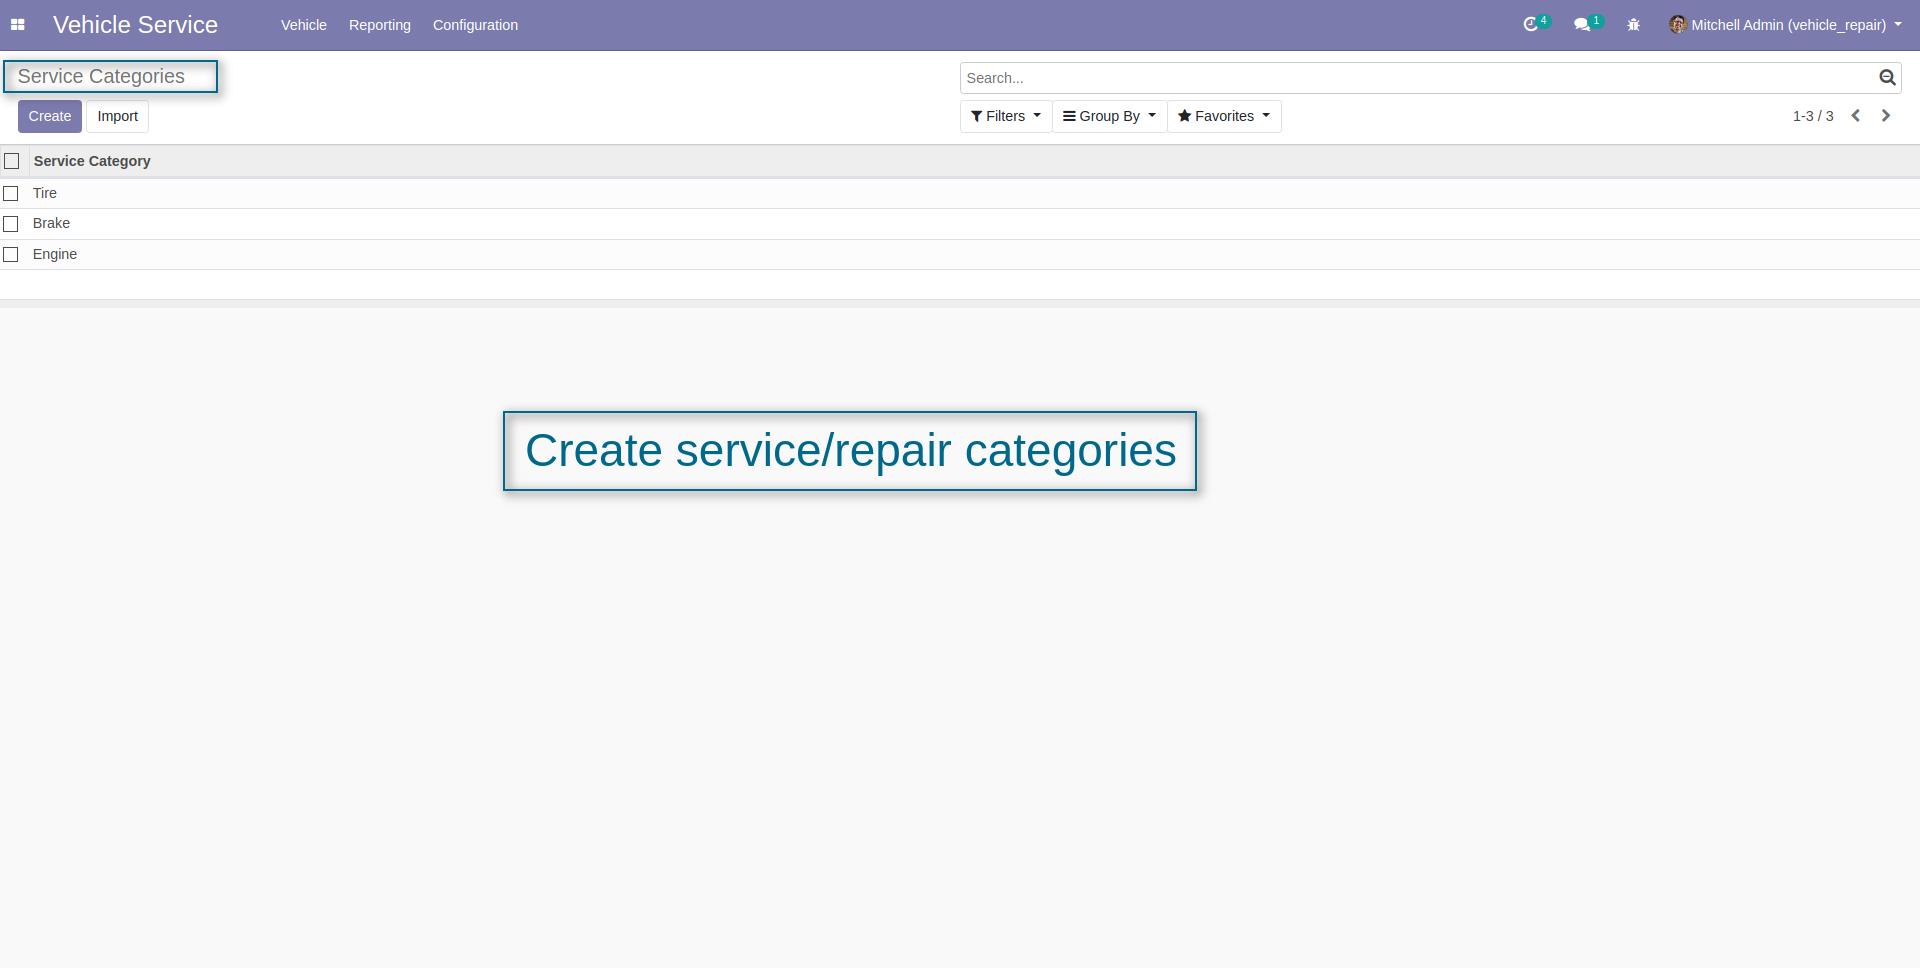 Vehicle Service Vehicle Reporting Configuration 4 1 Mitchell Admin (vehicle_repair)
Service Categories
Search...
Create Import Filters Group By Favorites 1-3 / 3
Service Category
Tire
Brake
Engine
Create service/repair categories